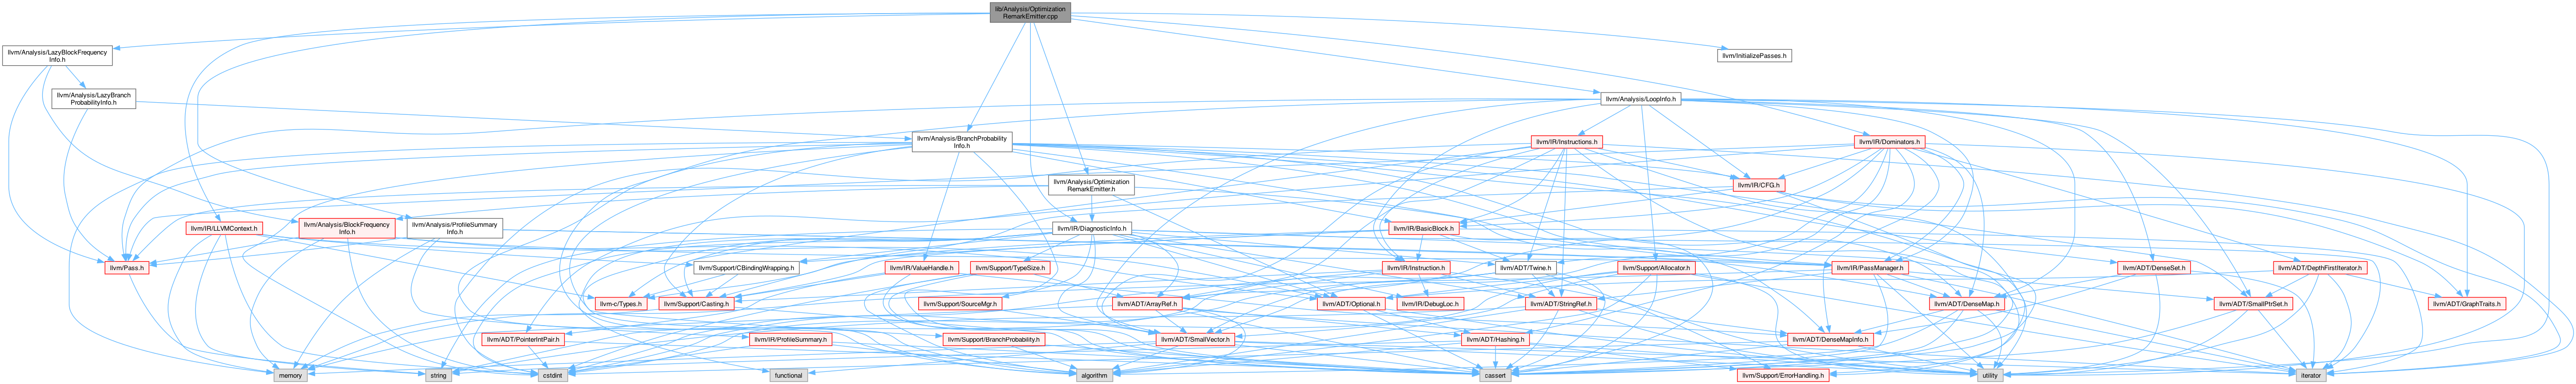 lib/Analysis/Optimization
RemarkEmitter.cpp
llvm/Analysis/LazyBlockFrequency
Info.h
llvm/InitializePasses.h
llvm/Analysis/LazyBranch
ProbabilityInfo.h
llvm/Analysis/LoopInfo.h
llvm/Analysis/BranchProbability
Info.h
llvm/IR/Instructions.h
llvm/IR/Dominators.h
llvm/Analysis/Optimization
RemarkEmitter.h
llvm/IR/CFG.h
llvm/IR/LLVMContext.h
llvm/Analysis/BlockFrequency
Info.h
llvm/Analysis/ProfileSummary
Info.h
llvm/IR/DiagnosticInfo.h
llvm/IR/BasicBlock.h
llvm/Pass.h
llvm/Support/CBindingWrapping.h
llvm/IR/ValueHandle.h
llvm/Support/TypeSize.h
llvm/IR/Instruction.h
llvm/ADT/Twine.h
llvm/Support/Allocator.h
llvm/IR/PassManager.h
llvm/ADT/DenseSet.h
llvm/ADT/DepthFirstIterator.h
llvm-c/Types.h
llvm/Support/Casting.h
llvm/Support/SourceMgr.h
llvm/ADT/ArrayRef.h
llvm/ADT/Optional.h
llvm/IR/DebugLoc.h
llvm/ADT/StringRef.h
llvm/ADT/DenseMap.h
llvm/ADT/SmallPtrSet.h
llvm/ADT/GraphTraits.h
llvm/ADT/PointerIntPair.h
llvm/IR/ProfileSummary.h
llvm/Support/BranchProbability.h
llvm/ADT/SmallVector.h
llvm/ADT/Hashing.h
llvm/ADT/DenseMapInfo.h
memory
string
cstdint
functional
algorithm
cassert
llvm/Support/ErrorHandling.h
utility
iterator